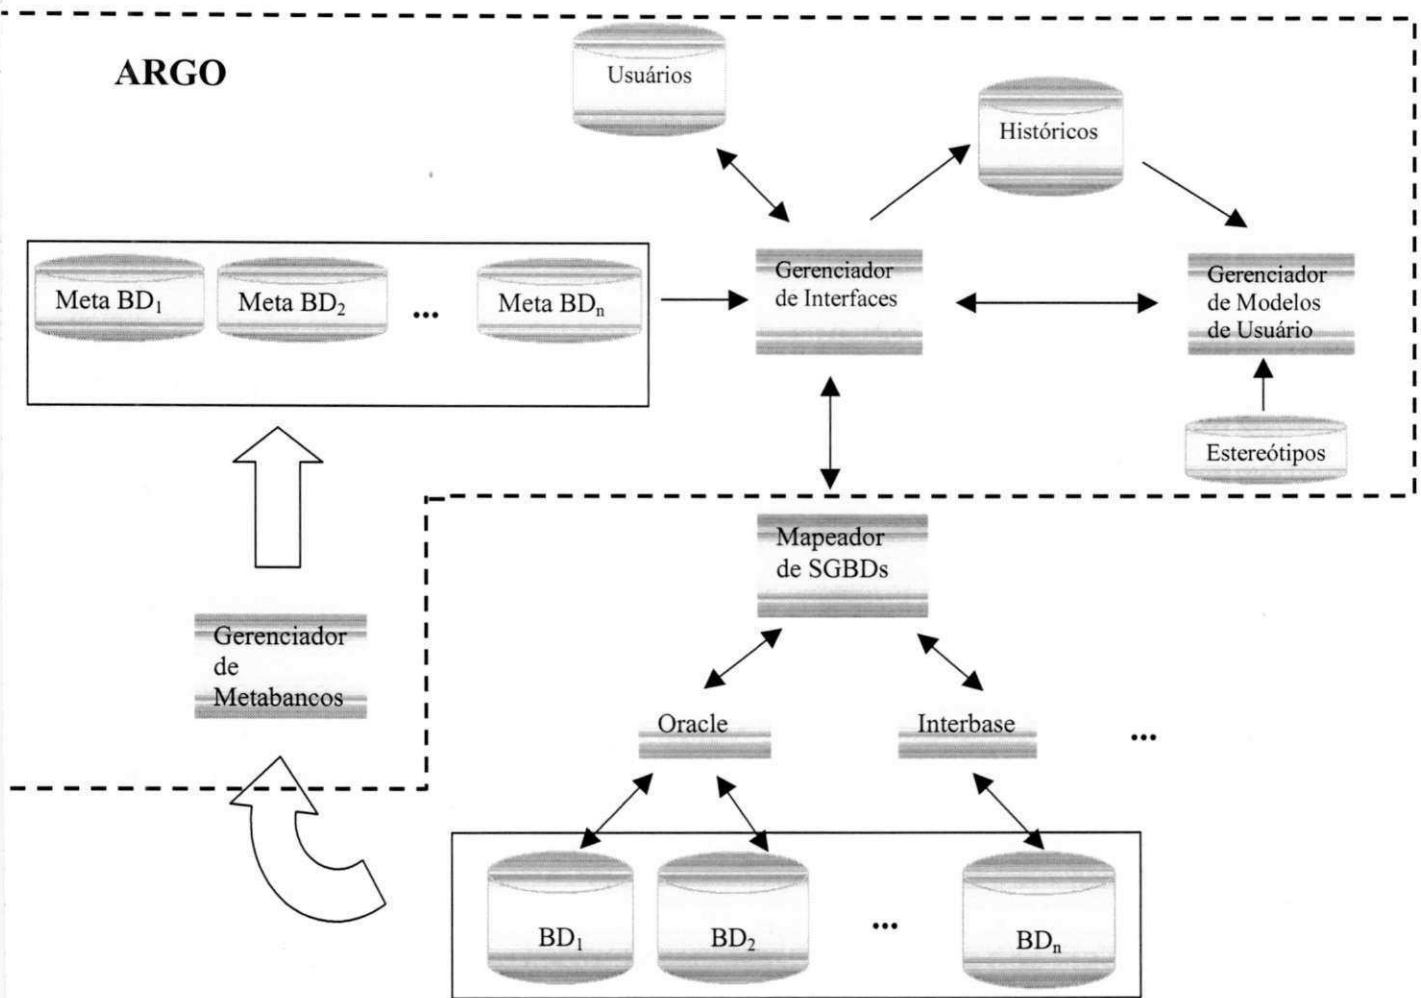 ARGO
Usuários
Históricos
Meta BD₁
Meta BD₂
...
Meta BDₙ
Gerenciador
de Interfaces
Gerenciador
de Modelos
de Usuário
Estereótipos
Mapeador
de SGBDs
Gerenciador
de
Metabancos
Oracle
Interbase
...
BD₁
BD₂
...
BDₙ